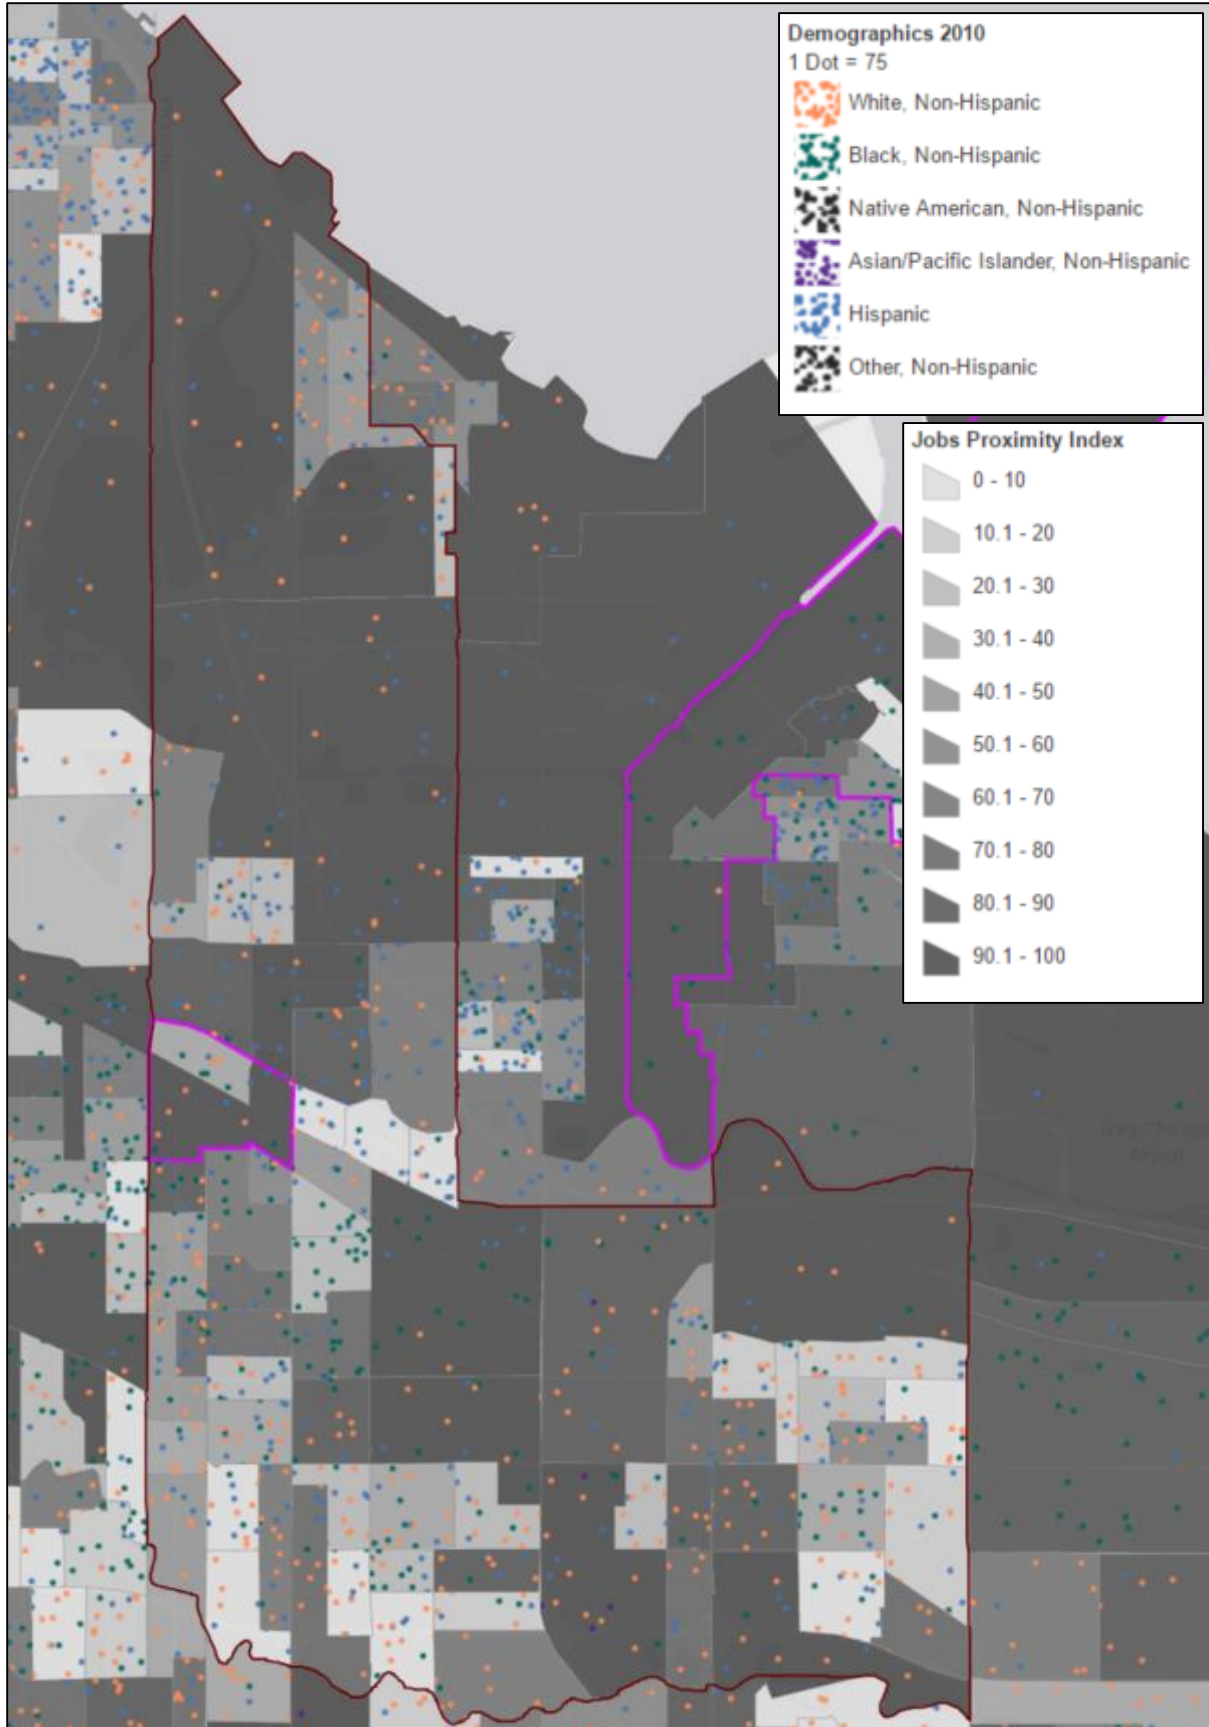 Demographics 2010
1 Dot = 75
White, Non-Hispanic
Black, Non-Hispanic
Native American, Non-Hispanic
Asian/Pacific Islander, Non-Hispanic
Hispanic
Other, Non-Hispanic
Jobs Proximity Index
0 - 10
10.1 - 20
20.1 - 30
30.1 - 40
40.1 - 50
50.1 - 60
60.1 - 70
70.1 - 80
80.1 - 90
90.1 - 100
Airport